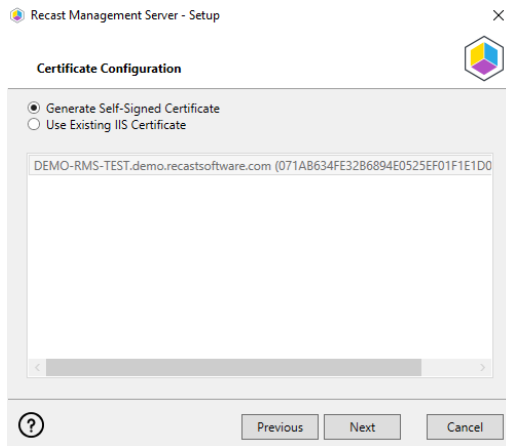 Recast Management Server - Setup
Certificate Configuration
Generate Self-Signed Certificate
Use Existing IIS Certificate
DEMO-RMS-TEST.demo.recastsoftware.com (071AB634FE32B6894E0525EF01F1E1D0
?
Previous
Next
Cancel